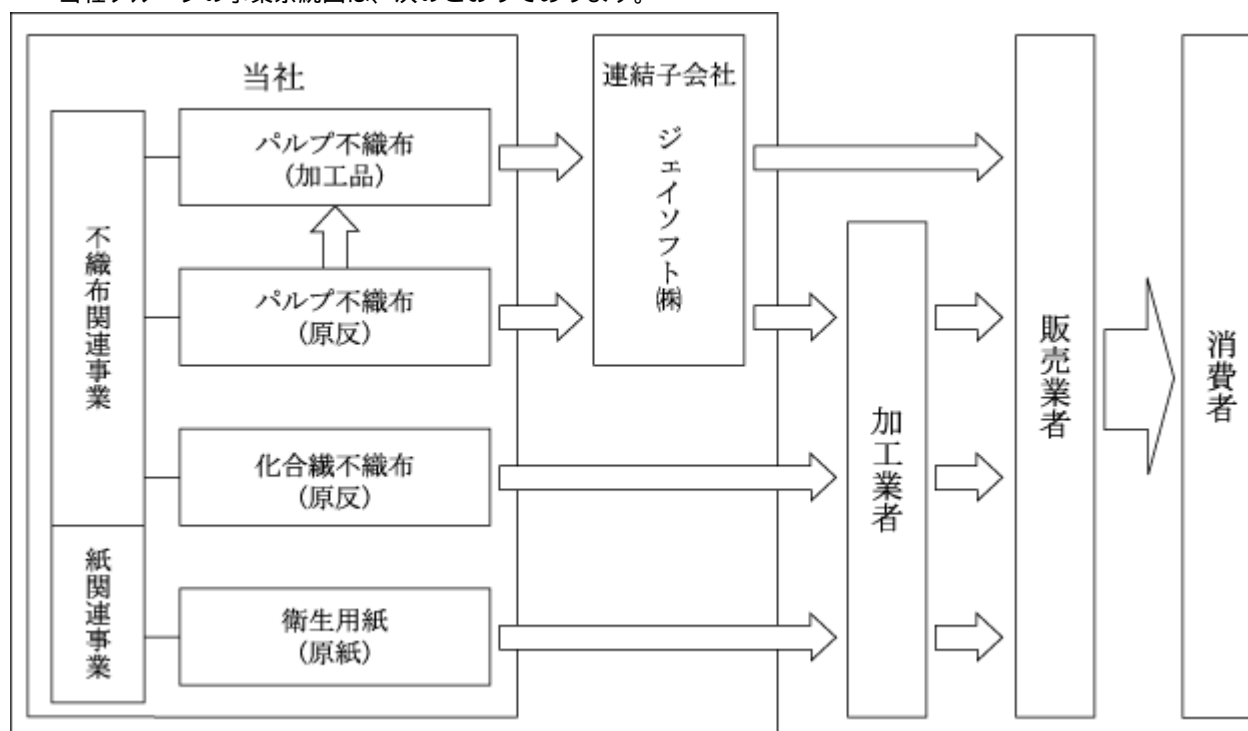 当社グループの事業系統図は、次のとおりであります。
当社
不織布関連事業
パルプ不織布
(加工品)
パルプ不織布
(原反)
化合繊不織布
(原反)
紙関連事業
衛生用紙
(原紙)
連結子会社
ジェイソフト㈱
加工業者
販売業者
消費者